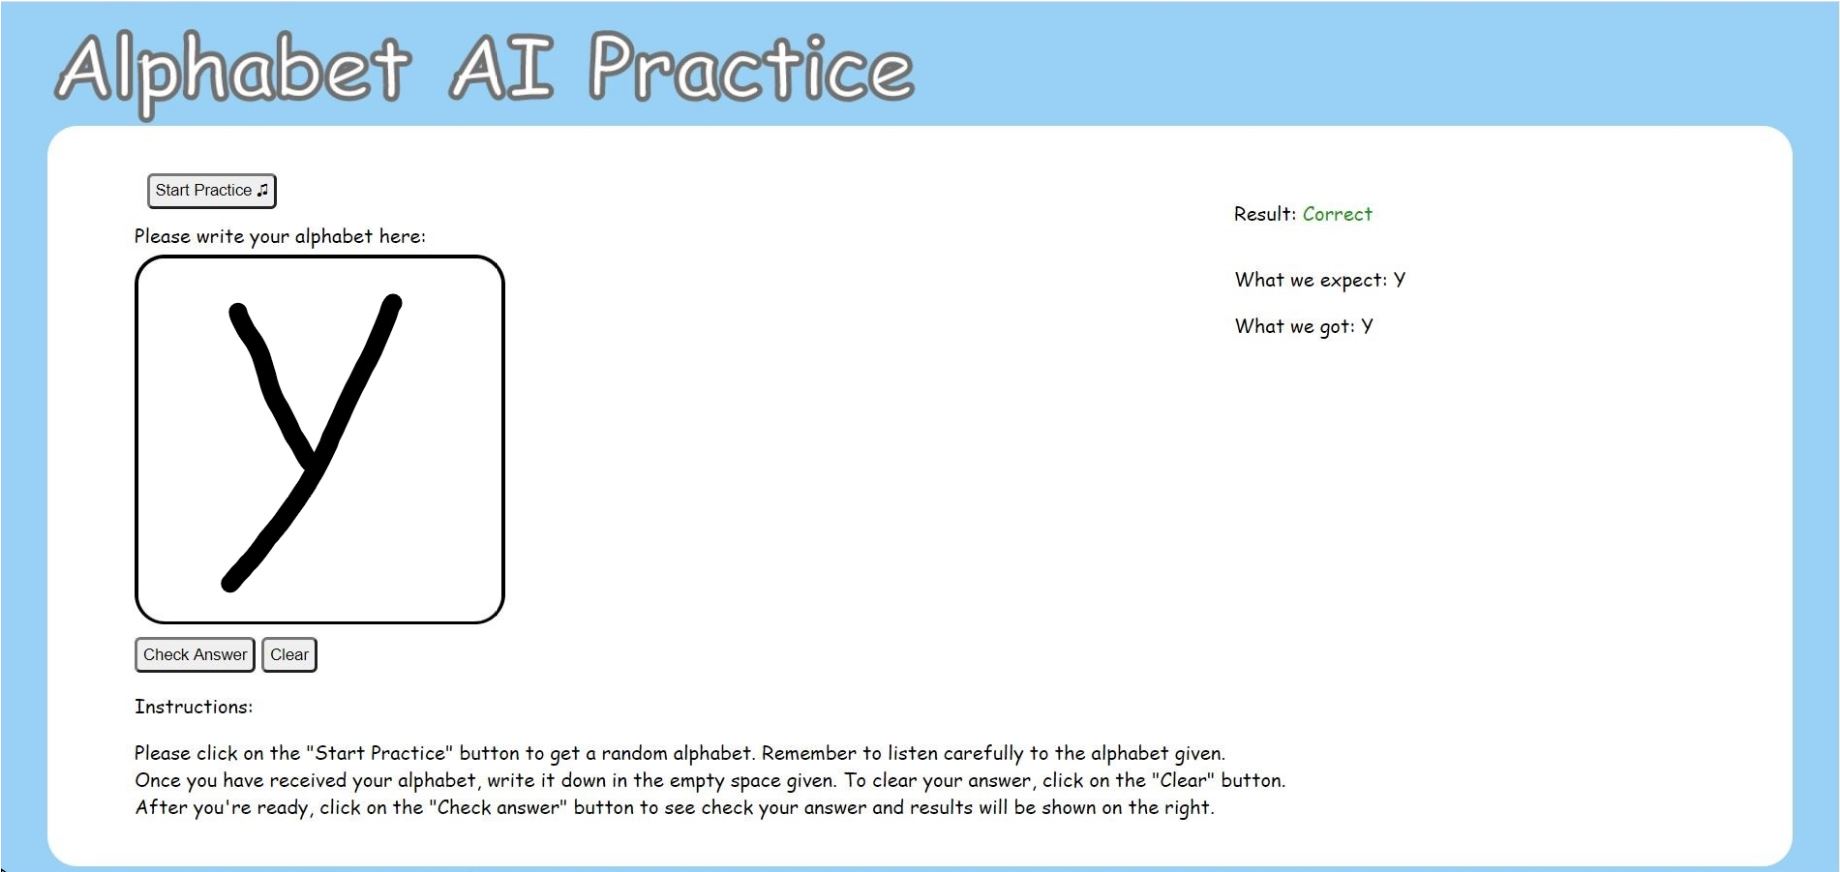 Alphabet AI Practice
Start Practice ♫
Please write your alphabet here:
y
Check Answer Clear
Result: Correct
What we expect: Y
What we got: Y
Instructions:
Please click on the "Start Practice" button to get a random alphabet. Remember to listen carefully to the alphabet given.
Once you have received your alphabet, write it down in the empty space given. To clear your answer, click on the "Clear" button.
After you're ready, click on the "Check answer" button to see check your answer and results will be shown on the right.